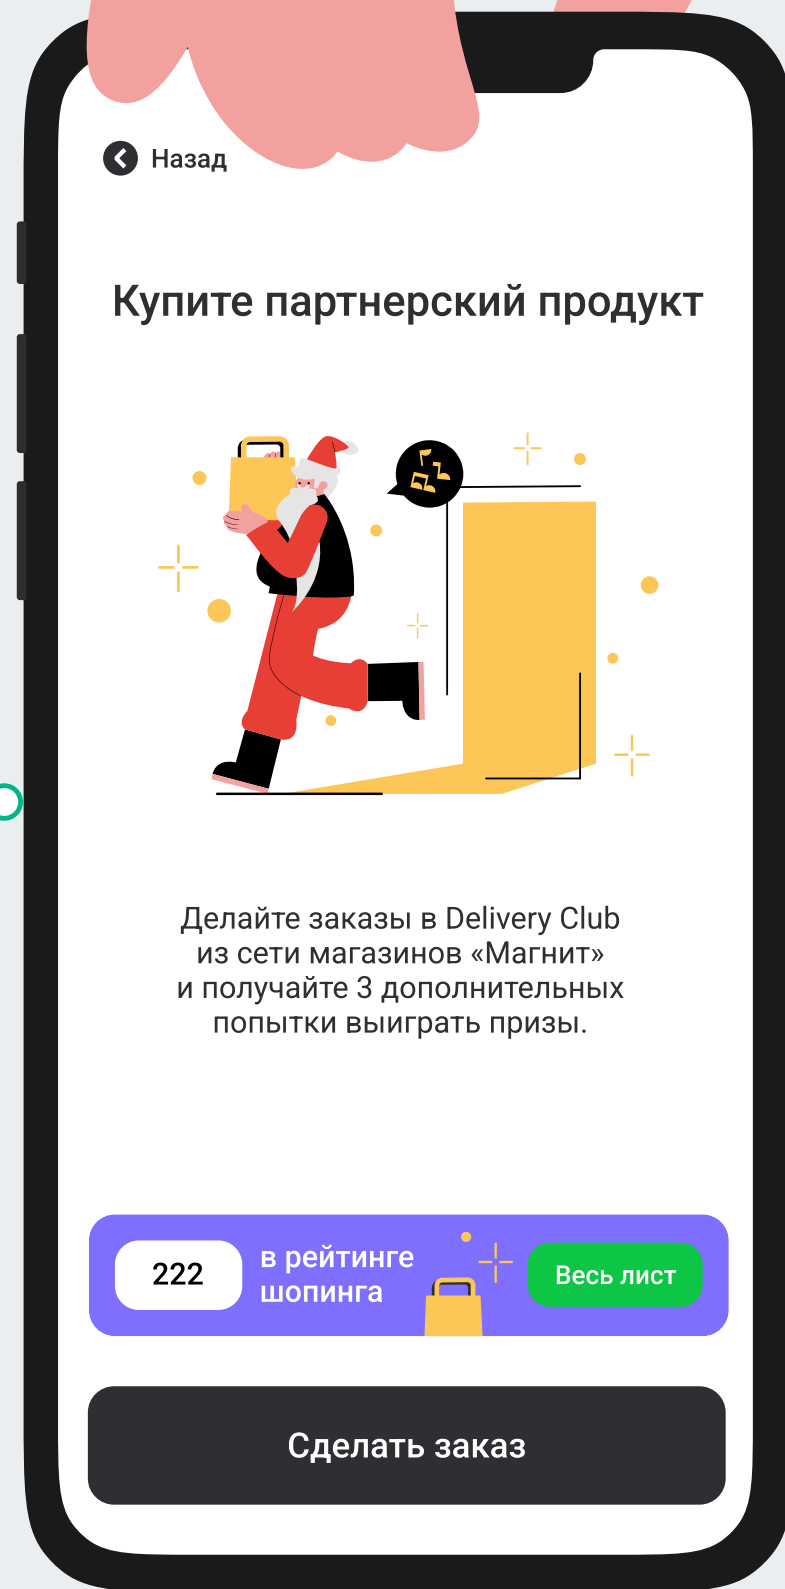 Назад
Купите партнерский продукт
Делайте заказы в Delivery Club
из сети магазинов «Магнит»
и получайте 3 дополнительных
попытки выиграть призы.
222
в рейтинге
шопинга
Весь лист
Сделать заказ